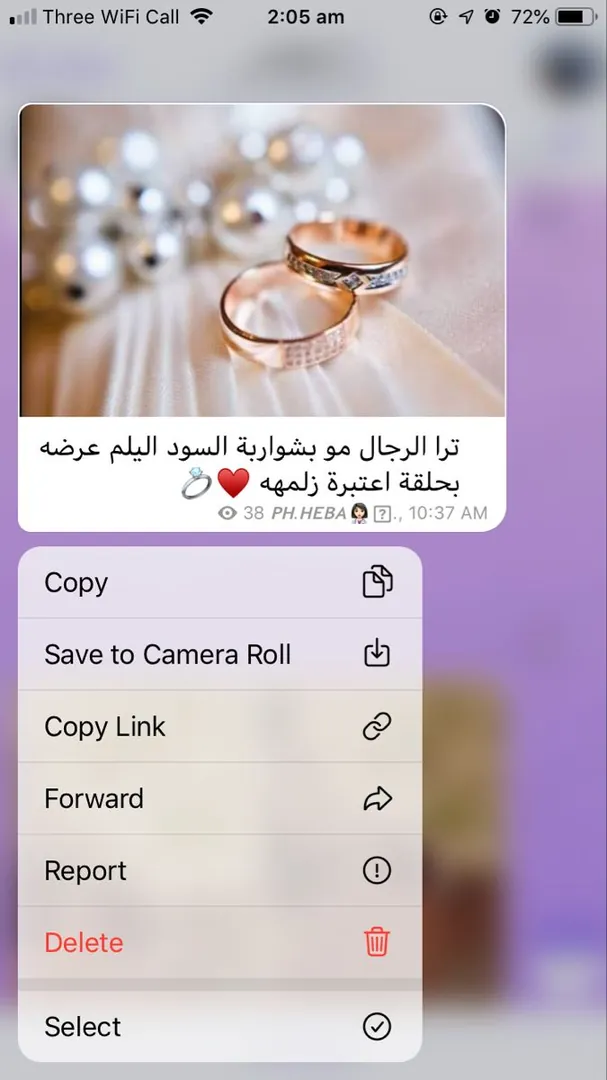 Three WiFi Call 2:05 am 72%
ترا الرجال مو بشواربة السود اليلم عرضه
بحلقة اعتبرة زلمهه ♥️💍
38 PH.HEBA👩🏻‍⚕️⍰., 10:37 AM
Copy
Save to Camera Roll
Copy Link
Forward
Report
Delete
Select